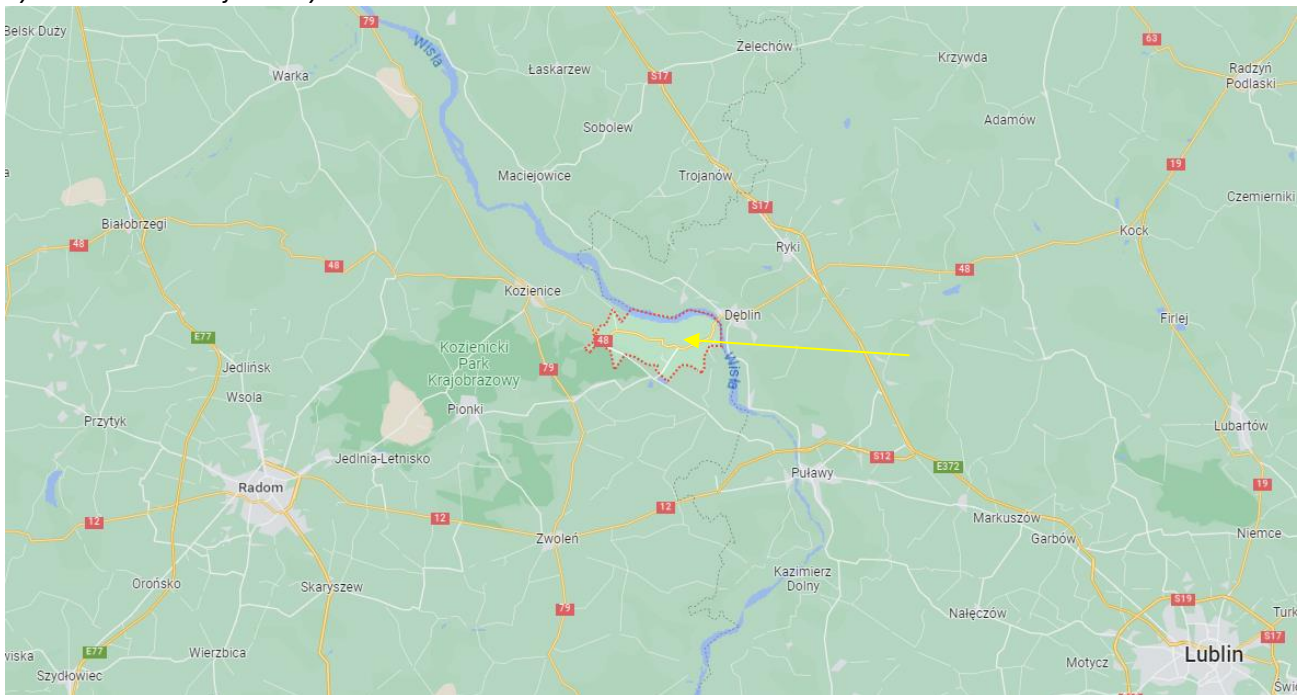 79
Belsk Duży
Wisła
Żelechów
63
Krzywda
Łaskarzew
Radzyń
Podlaski
Warka
S17
Adamów
Sobolew
19
Maciejowice
Trojanów
Czemierniki
S17
Białobrzegi
Kock
48
Ryki
48
48
Kozienice
Dęblin
Firlej
E77
48
Kozienicki
Park
Krajobrazowy
Wisła
79
Jedlińsk
Wsola
Pionki
Przytyk
Lubartów
Jedlnia-Letnisko
S12
E372
Puławy
Radom
19
12
12
12
Markuszów
Zwoleń
Garbów
Niemce
Kazimierz
Dolny
Orońsko
Skaryszew
S19
79
Nałęczów
S17
E77
Wierzbica
Lublin
Motycz
Szydłowiec